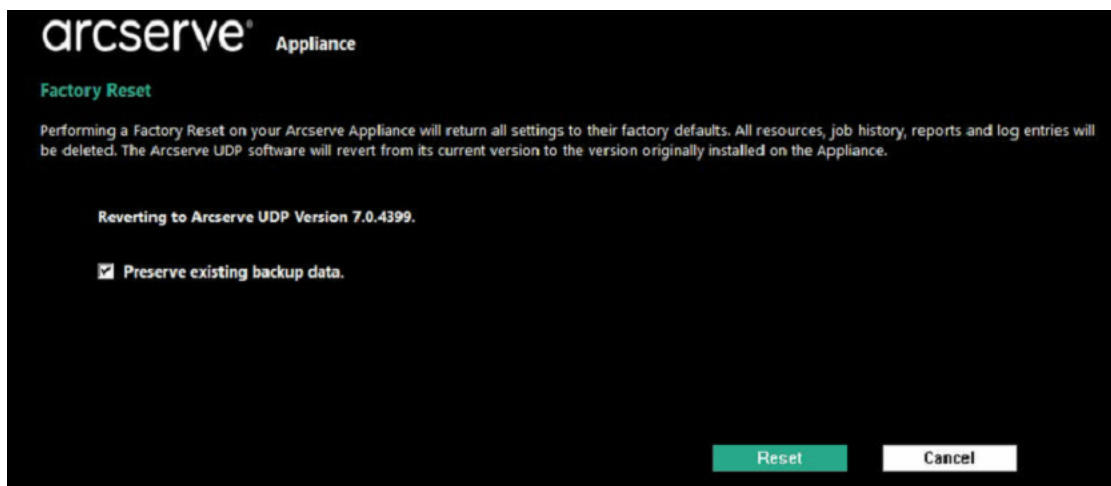 arcserve® Appliance
Factory Reset
Performing a Factory Reset on your Arcserve Appliance will return all settings to their factory defaults. All resources, job history, reports and log entries will
be deleted. The Arcserve UDP software will revert from its current version to the version originally installed on the Appliance.
Reverting to Arcserve UDP Version 7.0.4399.
Preserve existing backup data.
Reset Cancel